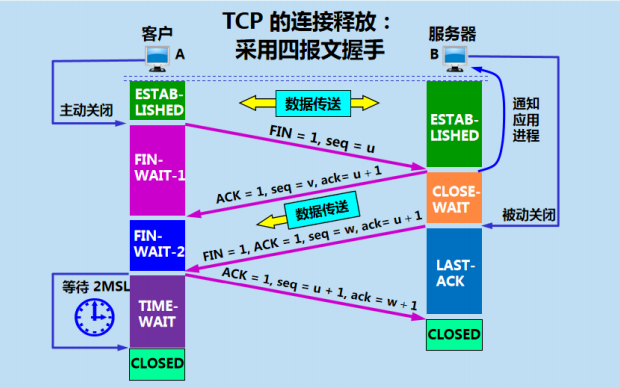 TCP 的连接释放：
采用四报文握手
客户
A
服务器
B
ESTAB-
LISHED
主动关闭
数据传送
ESTAB-
LISHED
通知
应用
进程
FIN = 1, seq = u
FIN-
WAIT-1
ACK = 1, seq = v, ack= u + 1
CLOSE-
WAIT
数据传送
被动关闭
FIN = 1, ACK = 1, seq = w, ack= u + 1
FIN-
WAIT-2
LAST-
ACK
ACK = 1, seq = u + 1, ack = w + 1
等待 2MSL
TIME-
WAIT
CLOSED
CLOSED